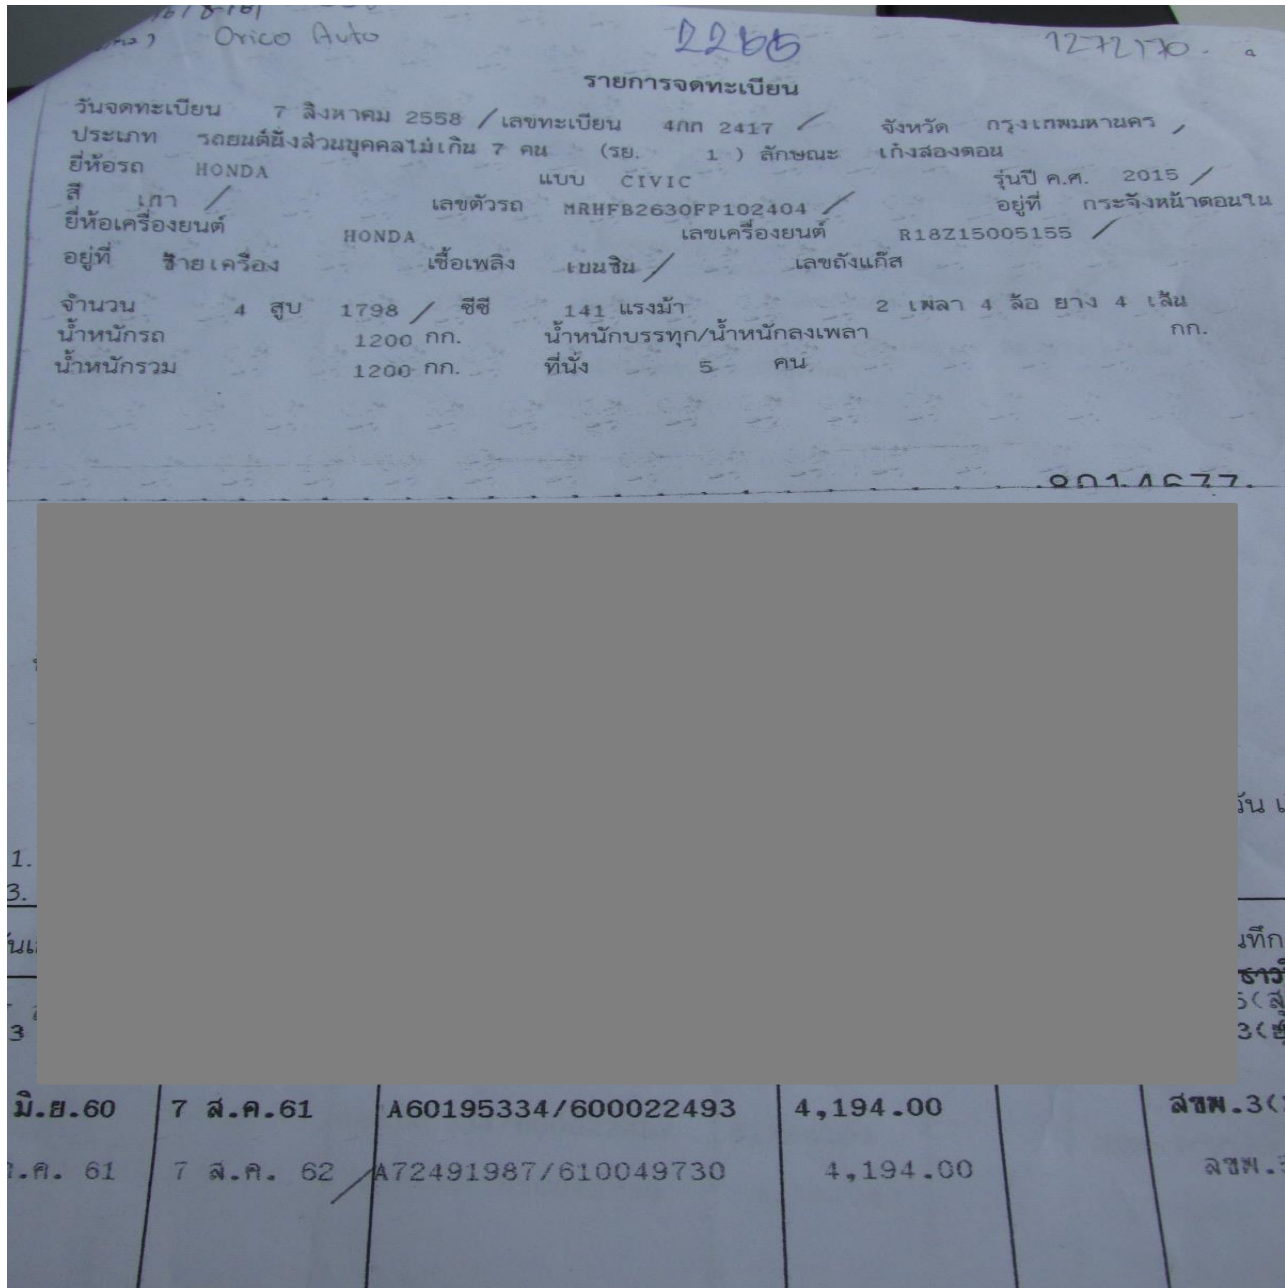 Orico Auto 2265 1272170.
รายการจดทะเบียน
วันจดทะเบียน 7 สิงหาคม 2558 / เลขทะเบียน 4กก 2417 / จังหวัด กรุงเทพมหานคร /
ประเภท รถยนต์นั่งส่วนบุคคลไม่เกิน 7 คน (รย. 1 ) ลักษณะ เก๋งสองตอน
ยี่ห้อรถ HONDA แบบ CIVIC รุ่นปี ค.ศ. 2015 /
สี เทา / เลขตัวรถ MRHFB2630FP102404 / อยู่ที่ กระจังหน้าตอนใน
ยี่ห้อเครื่องยนต์ HONDA เลขเครื่องยนต์ R18Z15005155 /
อยู่ที่ ซ้ายเครื่อง เชื้อเพลิง เบนซิน / เลขถังแก๊ส
จำนวน 4 สูบ 1798 / ซีซี 141 แรงม้า 2 เพลา 4 ล้อ ยาง 4 เส้น
น้ำหนักรถ 1200 กก. น้ำหนักบรรทุก/น้ำหนักลงเพลา กก.
น้ำหนักรวม 1200 กก. ที่นั่ง 5 คน
8014677
วัน
1.
3.
3
มิ.ย.60 7 ส.ค.61 A60195334/600022493 4,194.00 สขพ.3(
.ค. 61 7 ส.ค. 62 / A72491987/610049730 4,194.00 สขพ.